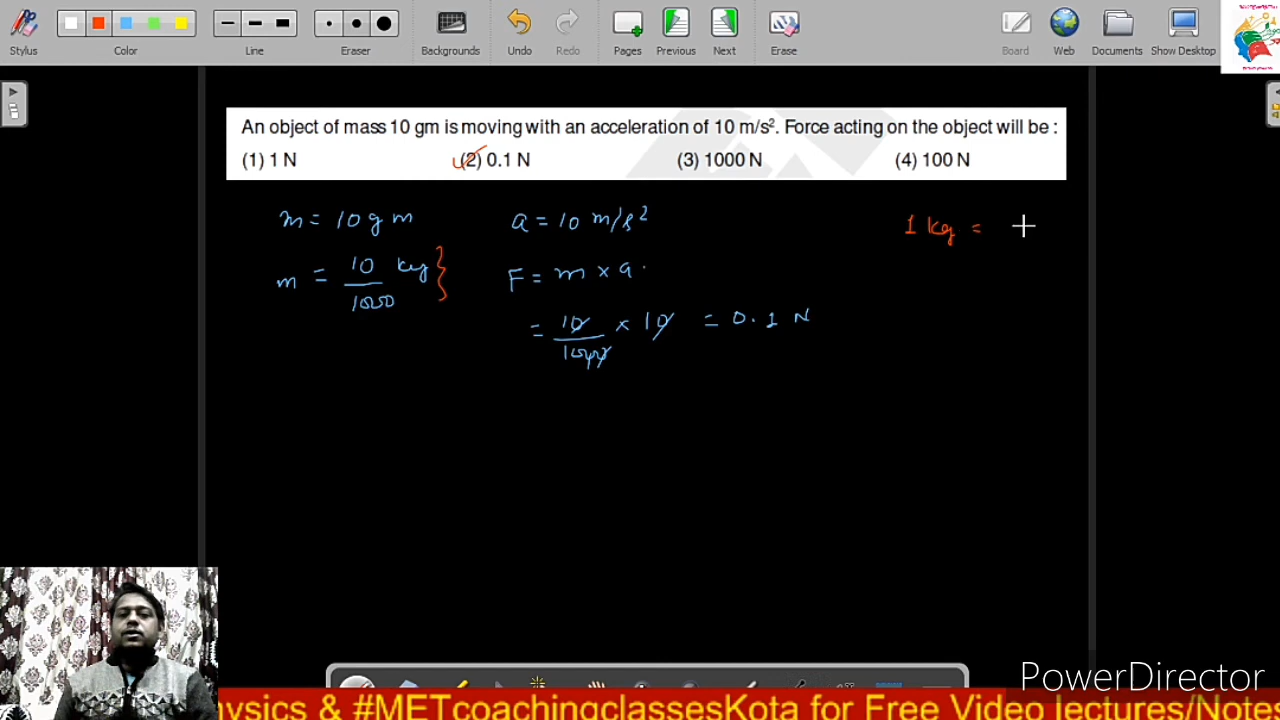 Stylus Color Line Eraser Backgrounds Undo Redo Pages Previous Next Erase Board Web Documents Show Desktop
An object of mass 10 gm is moving with an acceleration of 10 m/s². Force acting on the object will be :
(1) 1 N (2) 0.1 N (3) 1000 N (4) 100 N
m = 10 gm a = 10 m/s² 1 kg =
m = 10/1000 kg F = m × a
= 10/1000 × 10 = 0.1 N
PowerDirector
ysics & #METcoachingclassesKota for Free Video lectures/Notes